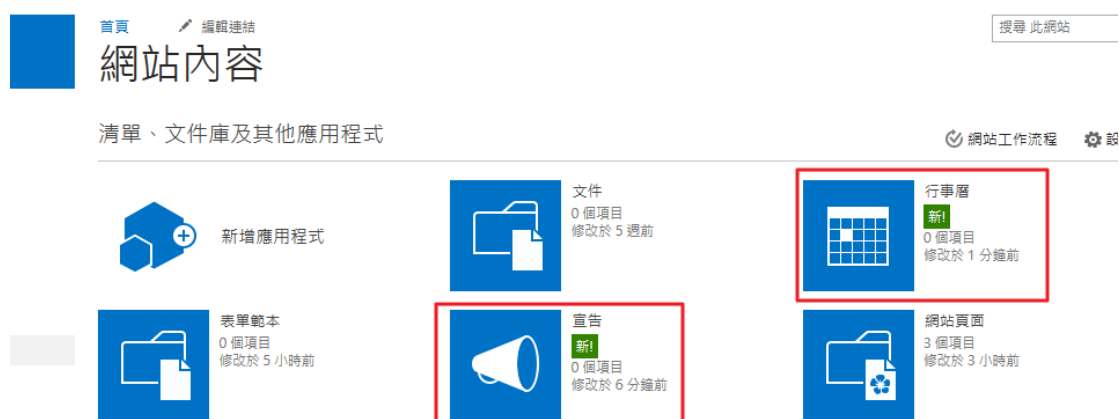 首頁 編輯連結
搜尋 此網站
網站內容
清單、文件庫及其他應用程式
網站工作流程 設
新增應用程式
文件
0 個項目
修改於 5 週前
行事曆
新!
0 個項目
修改於 1 分鐘前
表單範本
0 個項目
修改於 5 小時前
宣告
新!
0 個項目
修改於 6 分鐘前
網站頁面
3 個項目
修改於 3 小時前